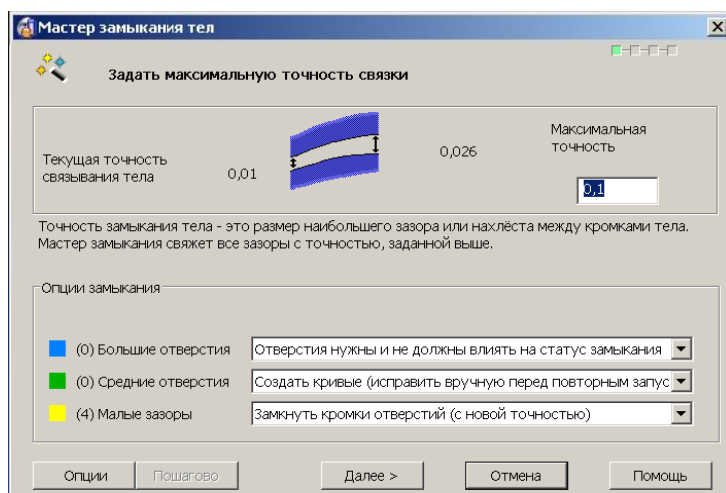 Мастер замыкания тел
Задать максимальную точность связки
Текущая точность
связывания тела
0,01
0,026
Максимальная
точность
0,1
Точность замыкания тела - это размер наибольшего зазора или нахлёста между кромками тела.
Мастер замыкания свяжет все зазоры с точностью, заданной выше.
Опции замыкания
(0) Большие отверстия
Отверстия нужны и не должны влиять на статус замыкания
(0) Средние отверстия
Создать кривые (исправить вручную перед повторным запус
(4) Малые зазоры
Замкнуть кромки отверстий (с новой точностью)
Опции
Пошагово
Далее >
Отмена
Помощь